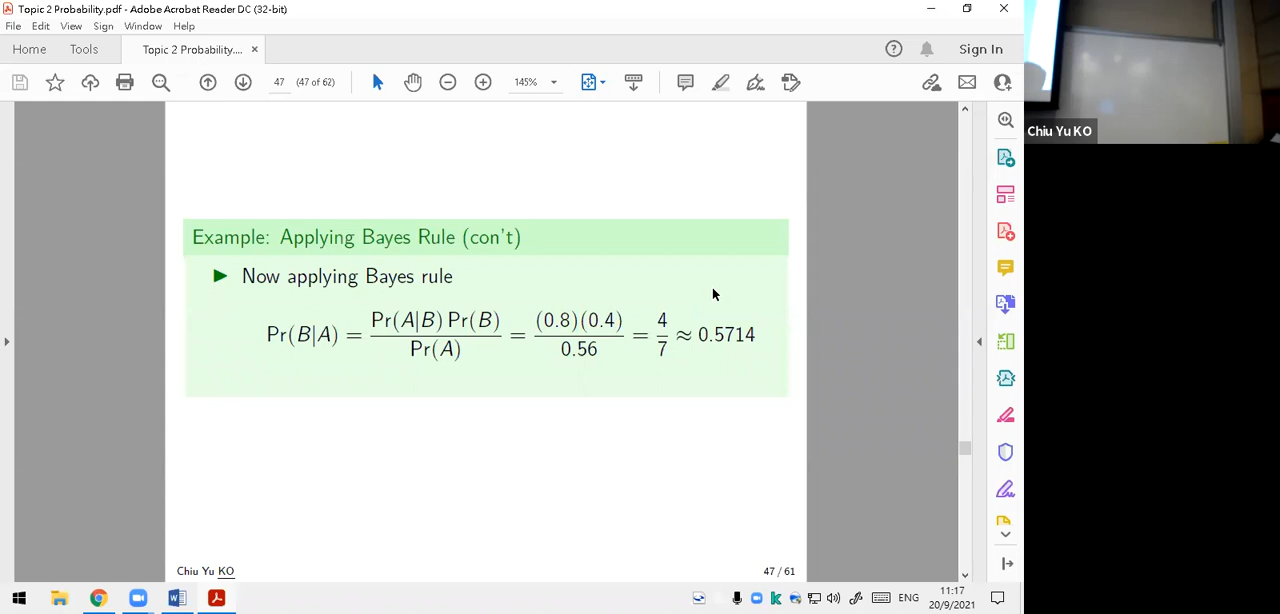 Topic 2 Probability.pdf - Adobe Acrobat Reader DC (32-bit)
File Edit View Sign Window Help
Home Tools Topic 2 Probability.... × Sign In
47 (47 of 62) 145%
Chiu Yu KO
Example: Applying Bayes Rule (con't)
▶ Now applying Bayes rule
Pr(B|A) = Pr(A|B) Pr(B) / Pr(A) = (0.8)(0.4) / 0.56 = 4/7 ≈ 0.5714
Chiu Yu KO 47 / 61
ENG 11:17
20/9/2021